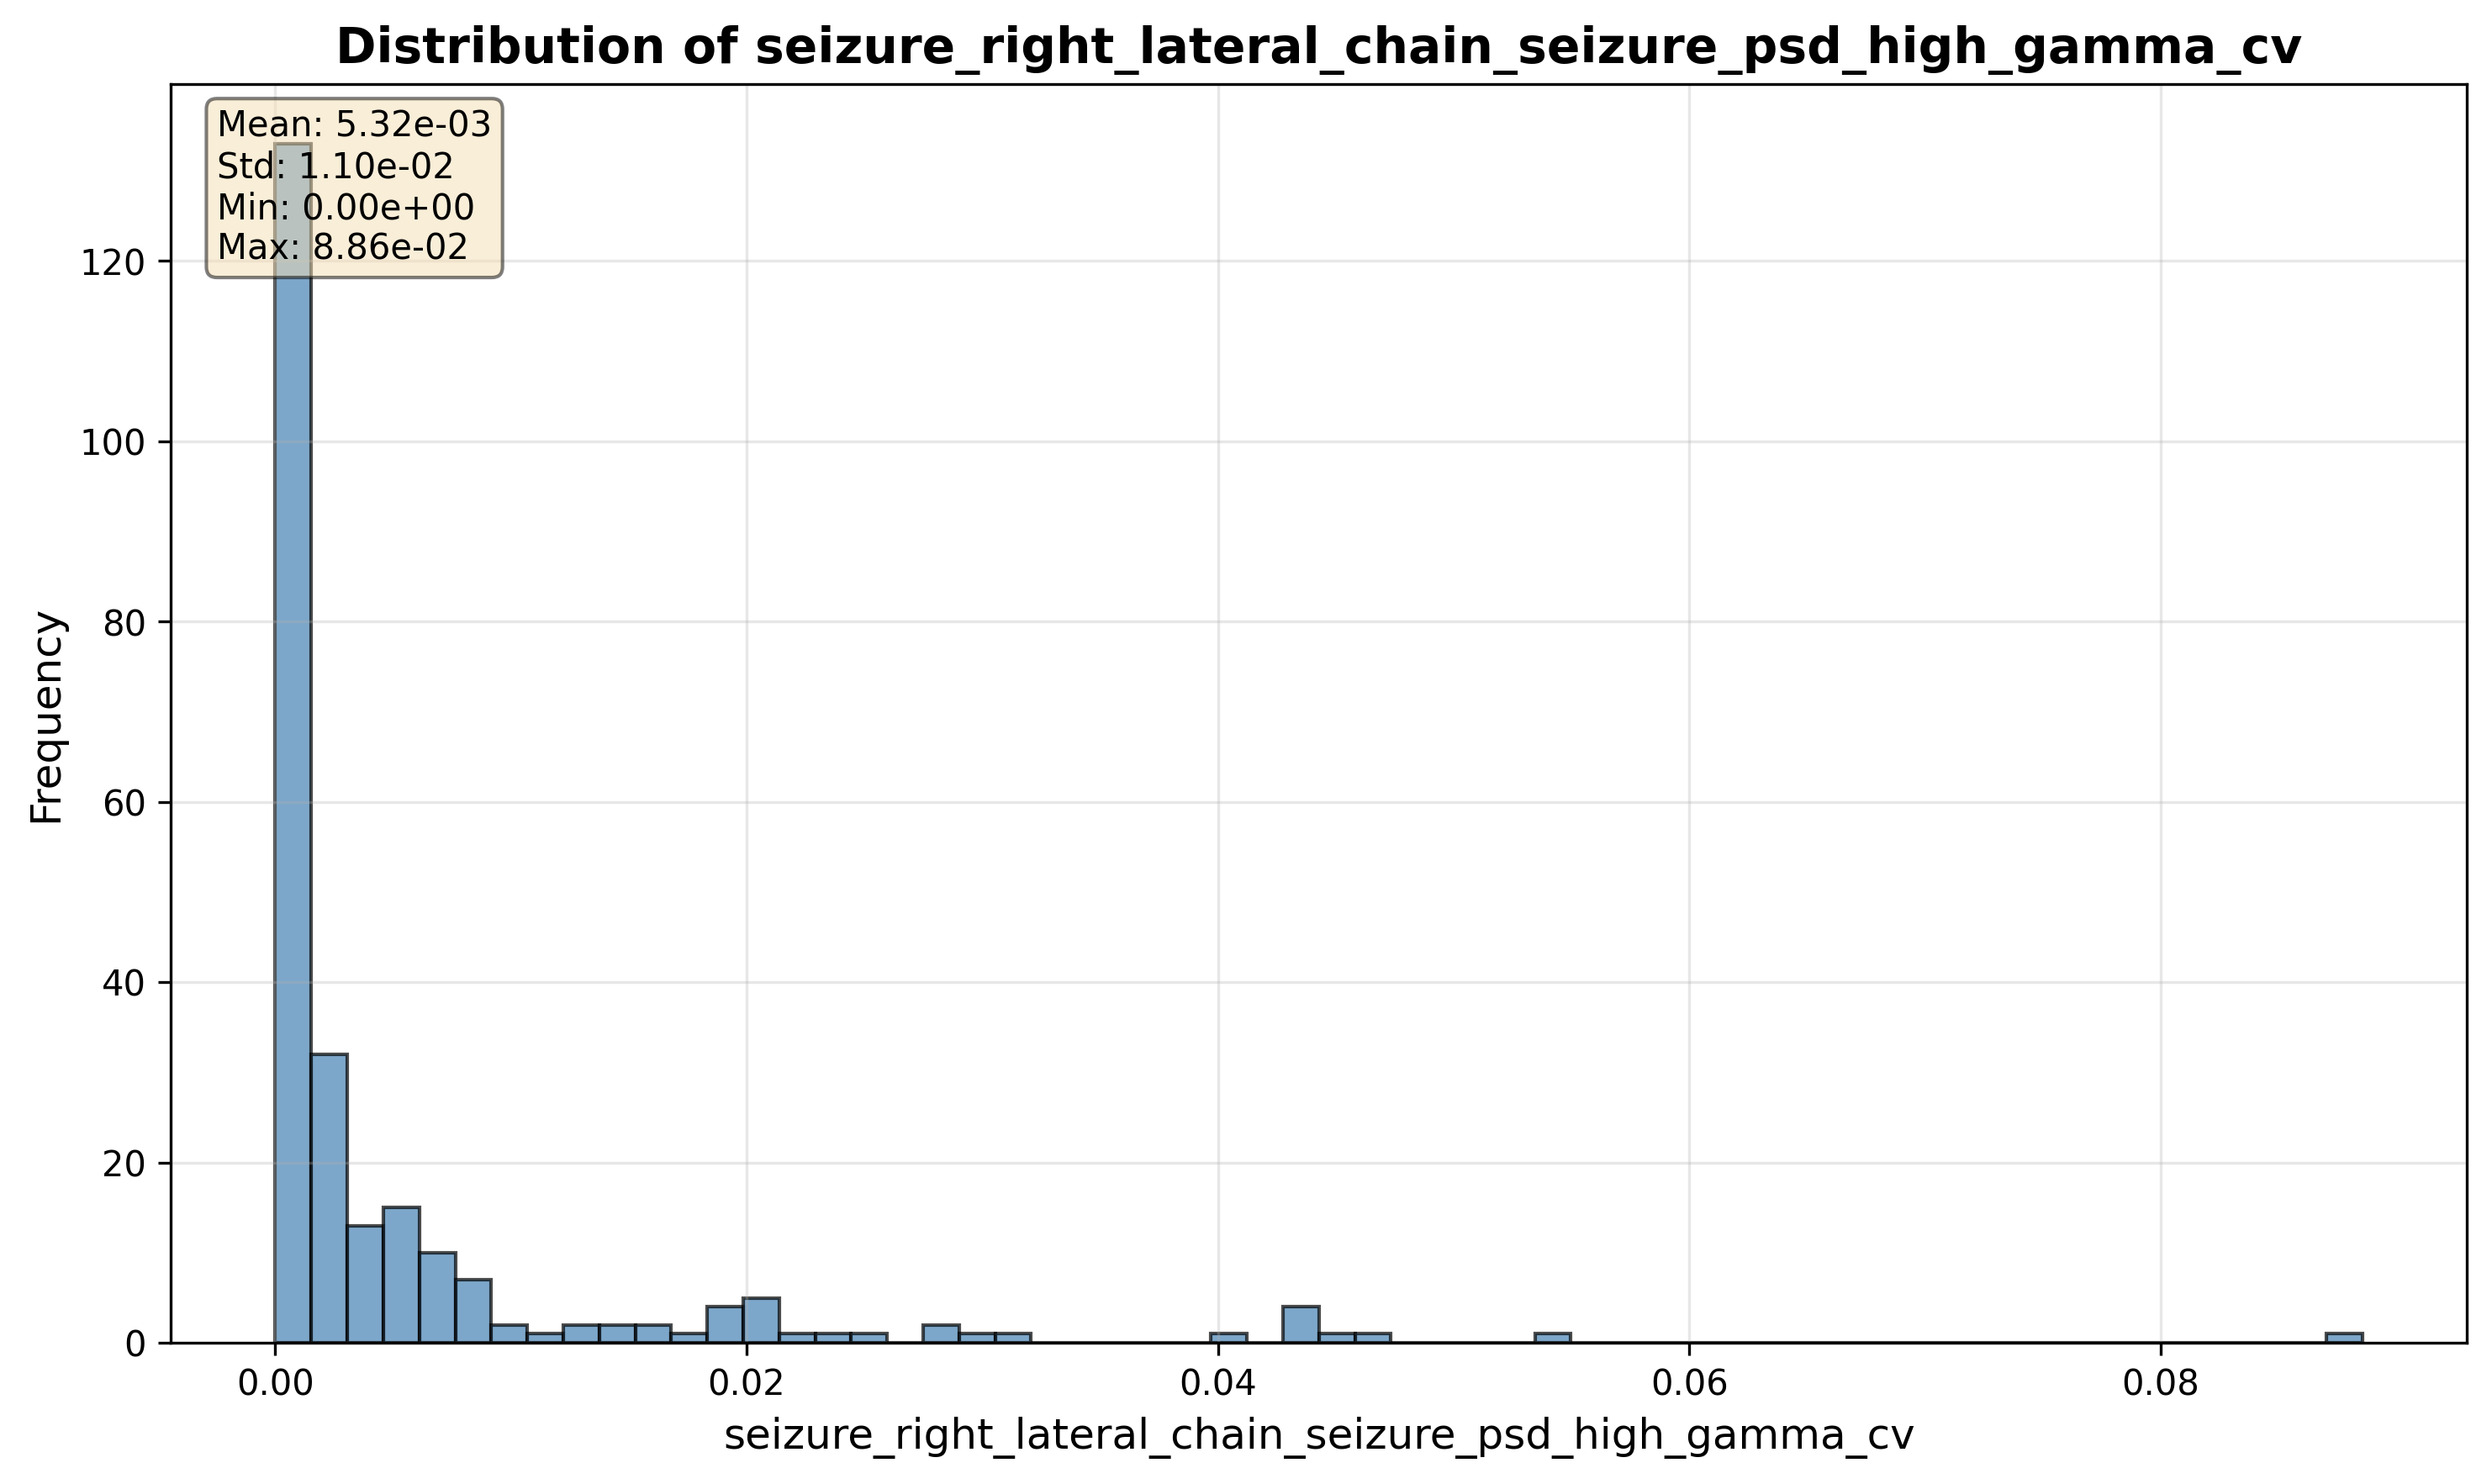 Distribution of seizure_right_lateral_chain_seizure_psd_high_gamma_cv
Mean: 5.32e-03
Std: 1.10e-02
Min: 0.00e+00
Max: 8.86e-02
120
100
80
60
40
20
0
Frequency
0.00 0.02 0.04 0.06 0.08
seizure_right_lateral_chain_seizure_psd_high_gamma_cv